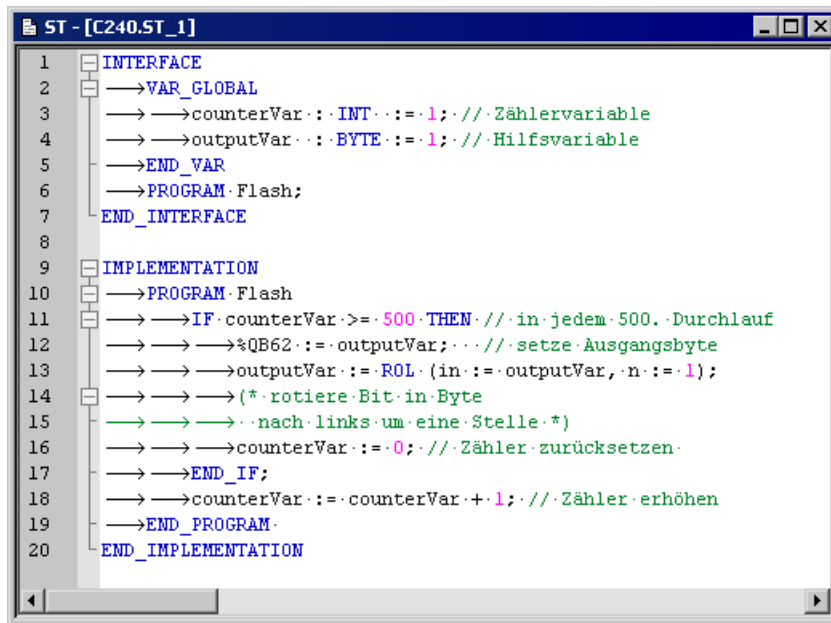 ST - [C240.ST_1]
1 INTERFACE
2 VAR_GLOBAL
3 counterVar : INT := 1; // Zählervariable
4 outputVar : BYTE := 1; // Hilfsvariable
5 END_VAR
6 PROGRAM Flash;
7 END_INTERFACE
8
9 IMPLEMENTATION
10 PROGRAM Flash
11 IF counterVar >= 500 THEN // in jedem 500. Durchlauf
12 %QB62 := outputVar; // setze Ausgangsbyte
13 outputVar := ROL (in := outputVar, n := 1);
14 (* rotiere Bit in Byte
15 nach links um eine Stelle *)
16 counterVar := 0; // Zähler zurücksetzen
17 END_IF;
18 counterVar := counterVar + 1; // Zähler erhöhen
19 END_PROGRAM
20 END_IMPLEMENTATION